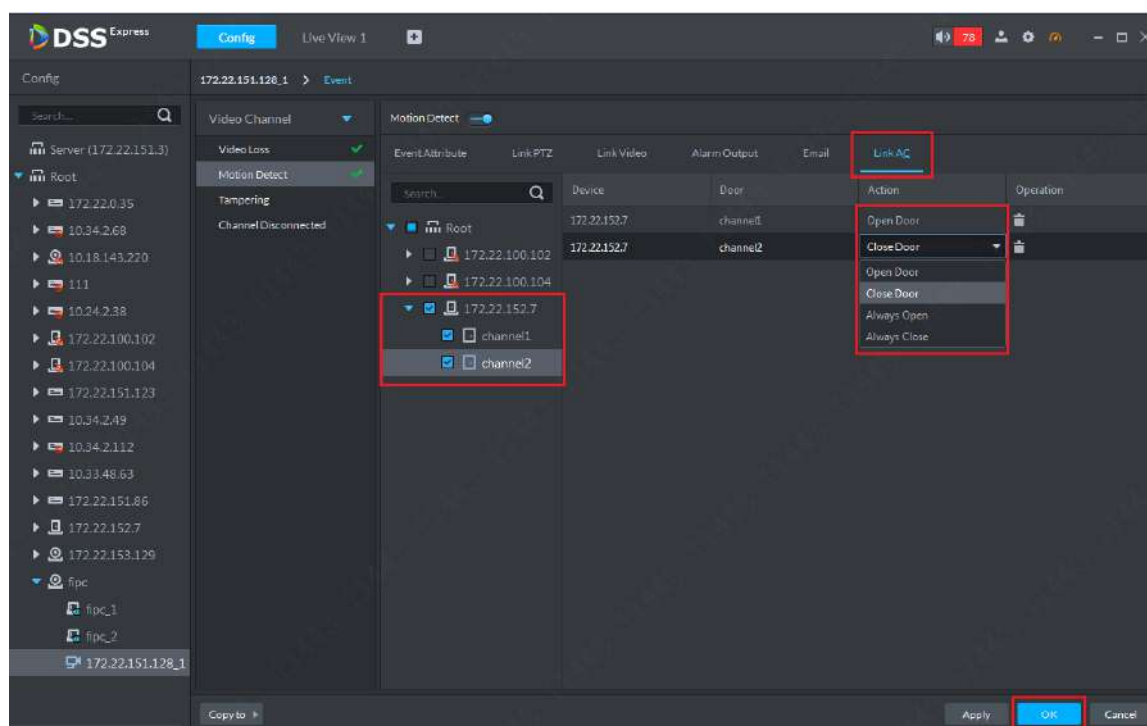 DSS Express
Config
Live View 1
78
Config
172.22.151.128_1 > Event
Search...
Server (172.22.151.3)
Root
172.22.0.35
10.34.2.68
10.18.143.220
111
10.24.2.38
172.22.100.102
172.22.100.104
172.22.151.123
10.34.2.49
10.34.2.112
10.33.48.63
172.22.151.86
172.22.152.7
172.22.153.129
fipc
fipc_1
fipc_2
172.22.151.128_1
Video Channel
Video Loss
Motion Detect
Tampering
Channel Disconnected
Copy to
Motion Detect
Event Attribute
Link PTZ
Link Video
Alarm Output
Email
Link AC
Search...
Root
172.22.100.102
172.22.100.104
172.22.152.7
channel1
channel2
Device Door Action Operation
172.22.152.7 channel1 Open Door
172.22.152.7 channel2 Close Door
Open Door
Close Door
Always Open
Always Close
Apply
OK
Cancel